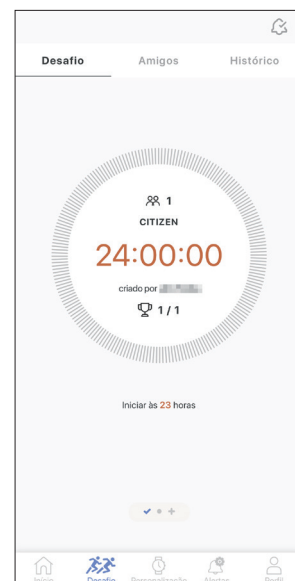 Desafio Amigos Histórico
1
CITIZEN
24:00:00
criado por
1 / 1
Iniciar às 23 horas
Início Desafio Personalização Alertas Perfil